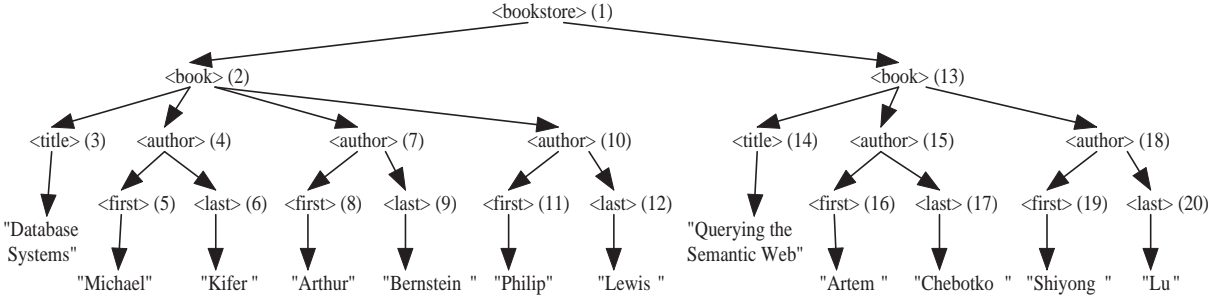 <bookstore> (1)
<book> (2) <book> (13)
<title> (3) <author> (4) <author> (7) <author> (10) <title> (14) <author> (15) <author> (18)
<first> (5) <last> (6) <first> (8) <last> (9) <first> (11) <last> (12) <first> (16) <last> (17) <first> (19) <last> (20)
"Database "Querying the
Systems" Semantic Web"
"Michael" "Kifer " "Arthur" "Bernstein " "Philip" "Lewis " "Artem " "Chebotko " "Shiyong " "Lu "